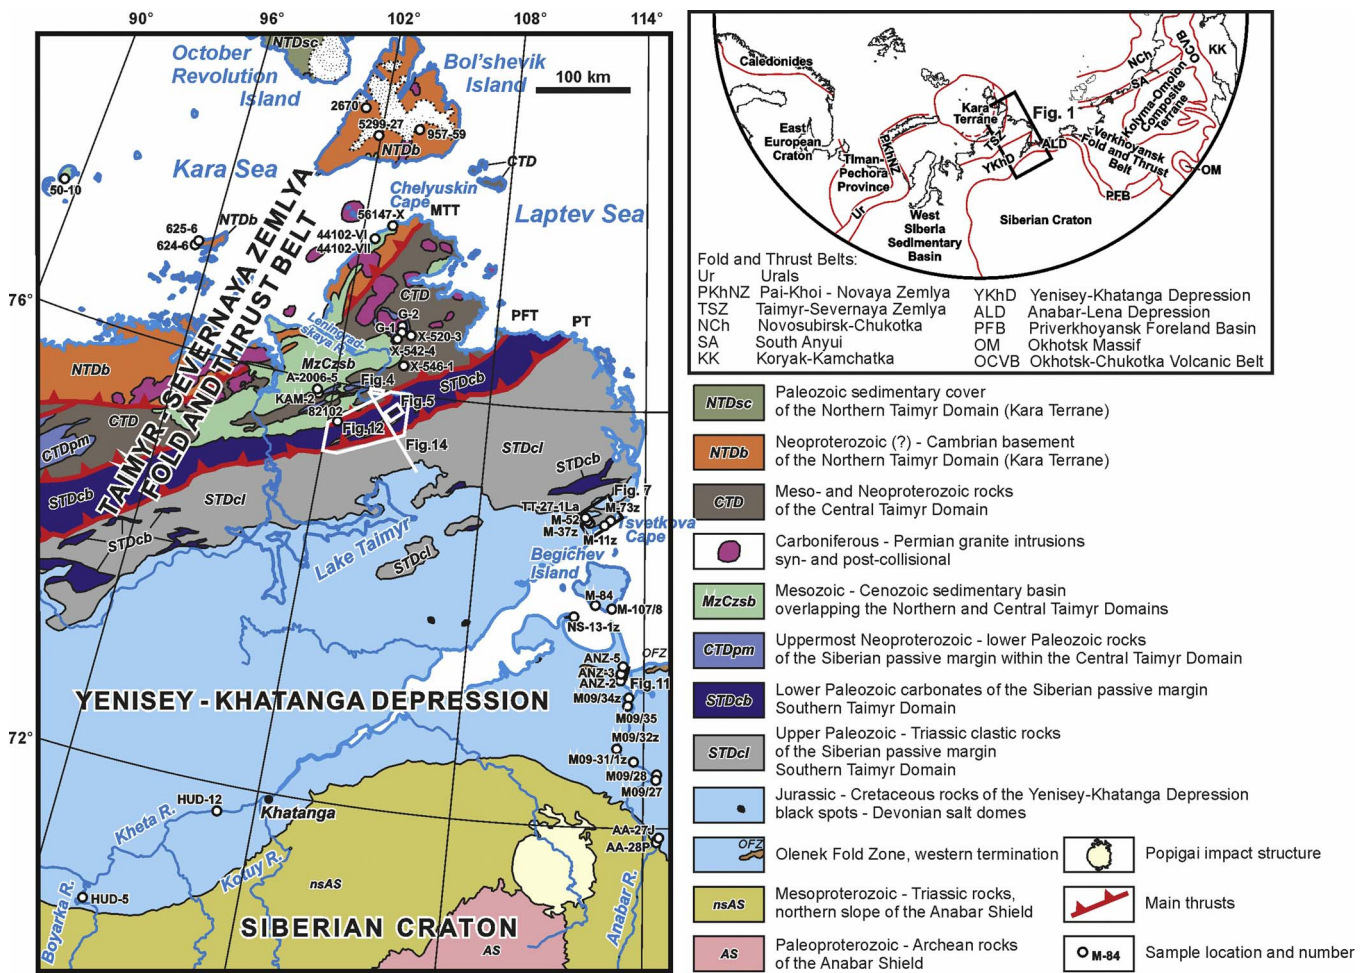 90°
96°
102°
108°
114°
October
Revolution
Island
NTDsc
Bol'shevik
Island
100 km
2670
5299-27
957-59
NTDb
CTD
Kara Sea
50-10
Chelyuskin
Cape
56147-X
MTT
Laptev Sea
NTDb
625-6
624-6
44102-VI
44102-VII
76°
TAIMYR-SEVERNAYA ZEMLYA
FOLD AND THRUST BELT
CTD
G-2
G-1
X-520-3
X-542-4
X-546-1
PFT
PT
Leningrad-
skaya R.
MzCzsb
A-2006-5
KAM-2
82102
NTDb
CTD
CTDpm
Fig.4
Fig.5
Fig.12
Fig.14
STDcb
STDcl
STDcb
STDcl
STDcb
STDcb
Fig. 7
TT-27-1La
M-73z
M-52
M-37z
M-11z
Tsvetkova
Cape
Lake Taimyr
STDcl
Begichev
Island
M-84
M-107/8
NS-13-1z
ANZ-5
OFZ
ANZ-3
ANZ-2
Fig.11
YENISEY - KHATANGA DEPRESSION
M09/34z
M09/35
72°
M09/32z
M09-31/1z
M09/28
M09/27
HUD-12
Khatanga
Kheta R.
AA-27J
AA-28P
Kotuy R.
nsAS
HUD-5
Boyarka R.
Anabar R.
SIBERIAN CRATON
AS
Caledonides
East
European
Craton
Timan-
Pechora
Province
PKhNZ
Ur
West
Siberia
Sedimentary
Basin
Kara
Terrane
TSZ
YKhD
Fig. 1
ALD
Siberian Craton
NCh
SA
OCVB
KK
Kolyma-Omolon
Composite
Terrane
Verkhoyansk
Fold and Thrust
Belt
PFB
OM
Fold and Thrust Belts:
Ur Urals
PKhNZ Pai-Khoi - Novaya Zemlya
TSZ Taimyr-Severnaya Zemlya
NCh Novosubirsk-Chukotka
SA South Anyui
KK Koryak-Kamchatka
YKhD Yenisey-Khatanga Depression
ALD Anabar-Lena Depression
PFB Priverkhoyansk Foreland Basin
OM Okhotsk Massif
OCVB Okhotsk-Chukotka Volcanic Belt
NTDsc
Paleozoic sedimentary cover
of the Northern Taimyr Domain (Kara Terrane)
NTDb
Neoproterozoic (?) - Cambrian basement
of the Northern Taimyr Domain (Kara Terrane)
CTD
Meso- and Neoproterozoic rocks
of the Central Taimyr Domain
Carboniferous - Permian granite intrusions
syn- and post-collisional
MzCzsb
Mesozoic - Cenozoic sedimentary basin
overlapping the Northern and Central Taimyr Domains
CTDpm
Uppermost Neoproterozoic - lower Paleozoic rocks
of the Siberian passive margin within the Central Taimyr Domain
STDcb
Lower Paleozoic carbonates of the Siberian passive margin
Southern Taimyr Domain
STDcl
Upper Paleozoic - Triassic clastic rocks
of the Siberian passive margin
Southern Taimyr Domain
Jurassic - Cretaceous rocks of the Yenisey-Khatanga Depression
black spots - Devonian salt domes
OFZ
Olenek Fold Zone, western termination
Popigai impact structure
nsAS
Mesoproterozoic - Triassic rocks,
northern slope of the Anabar Shield
Main thrusts
AS
Paleoproterozoic - Archean rocks
of the Anabar Shield
M-84
Sample location and number